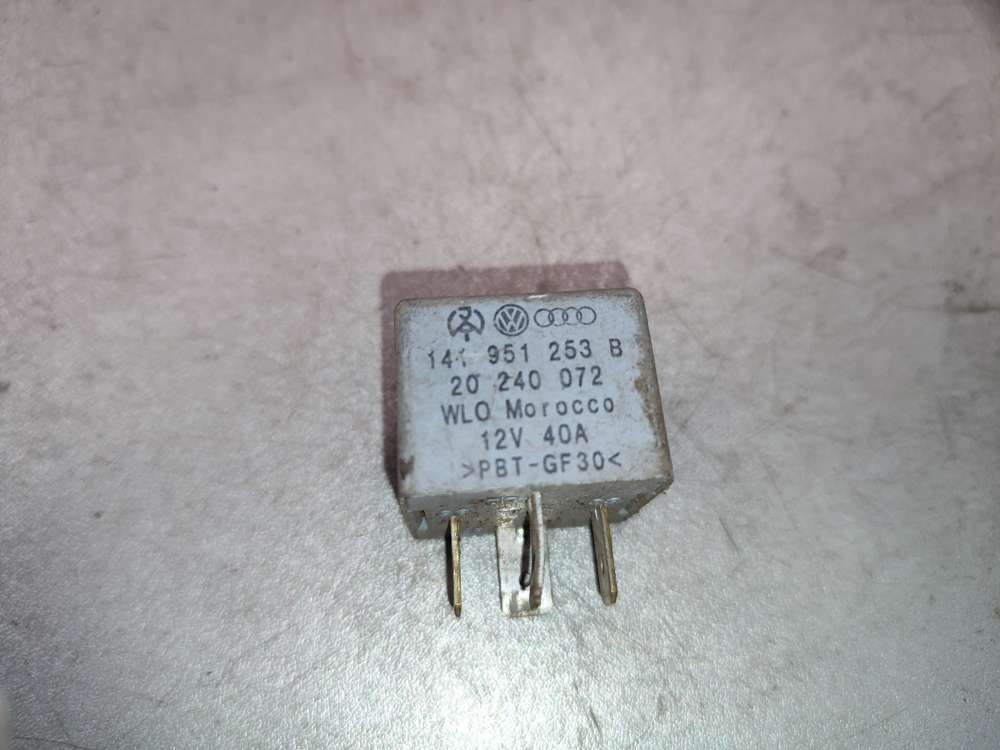 141 951 253 B
20 240 072
WLO Morocco
12V 40A
>PBT-GF30<